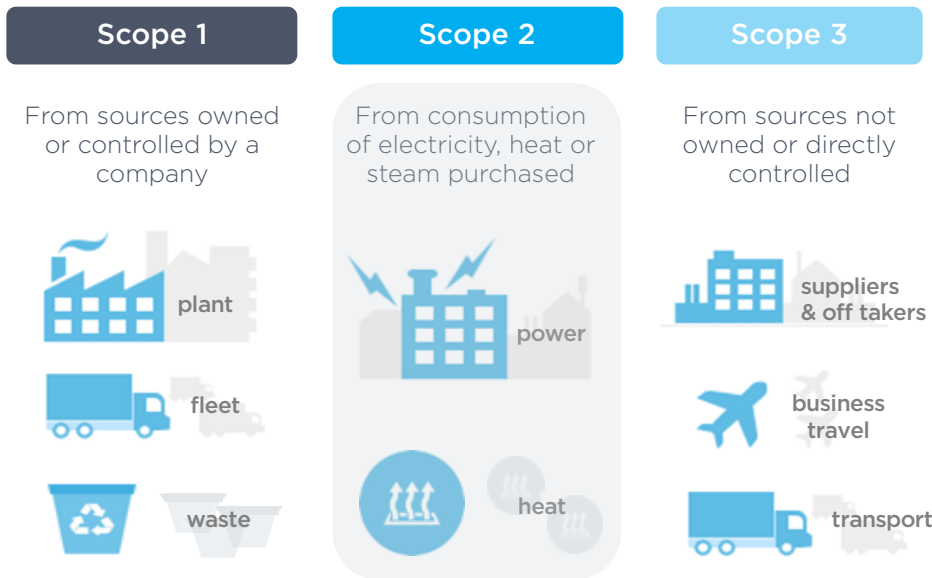 Scope 1
From sources owned
or controlled by a
company
plant
fleet
waste
Scope 2
From consumption
of electricity, heat or
steam purchased
power
heat
Scope 3
From sources not
owned or directly
controlled
suppliers
& off takers
business
travel
transport